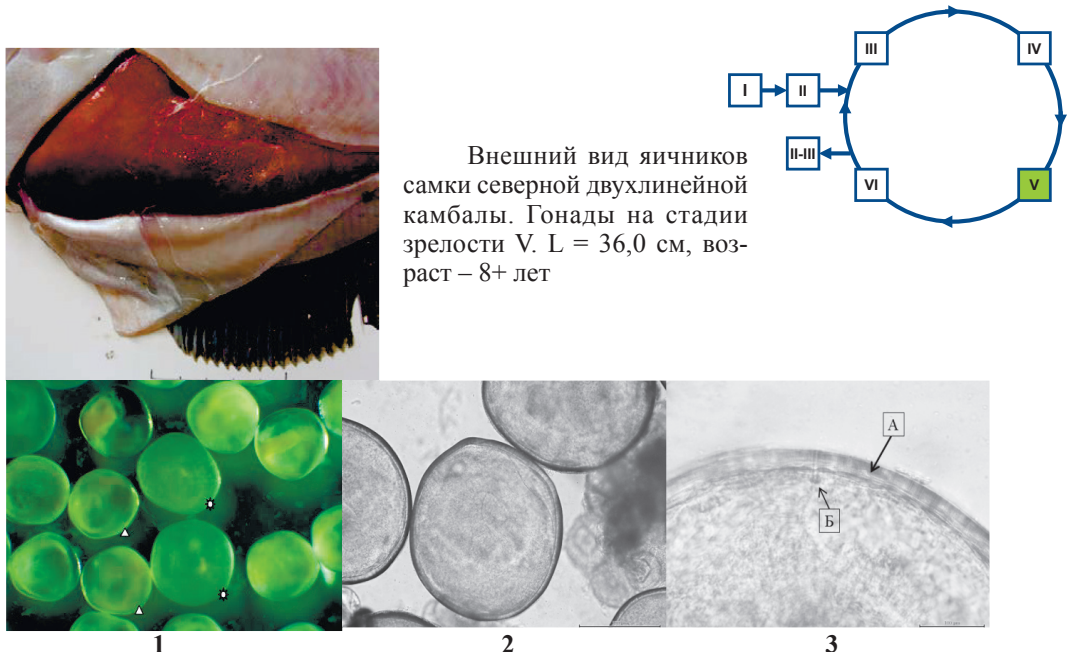 III
IV
I
II
II-III
VI
V
Внешний вид яичников
самки северной двухлинейной
камбалы. Гонады на стадии
зрелости V. L = 36,0 см, воз-
раст – 8+ лет
А
Б
1
2
3